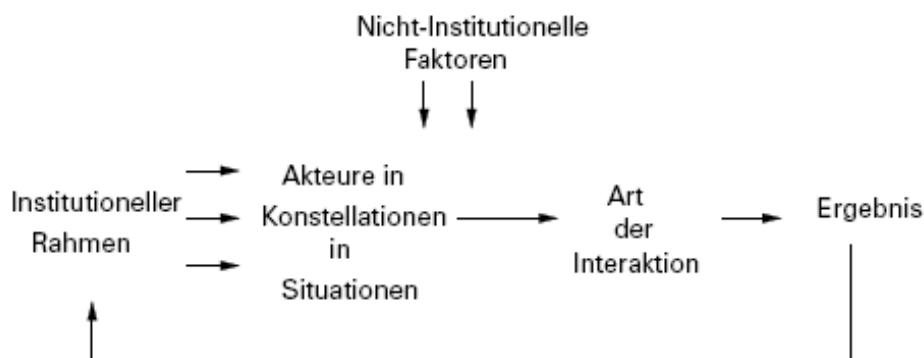 Nicht-Institutionelle
Faktoren
Institutioneller
Rahmen
Akteure in
Konstellationen
in
Situationen
Art
der
Interaktion
Ergebnis